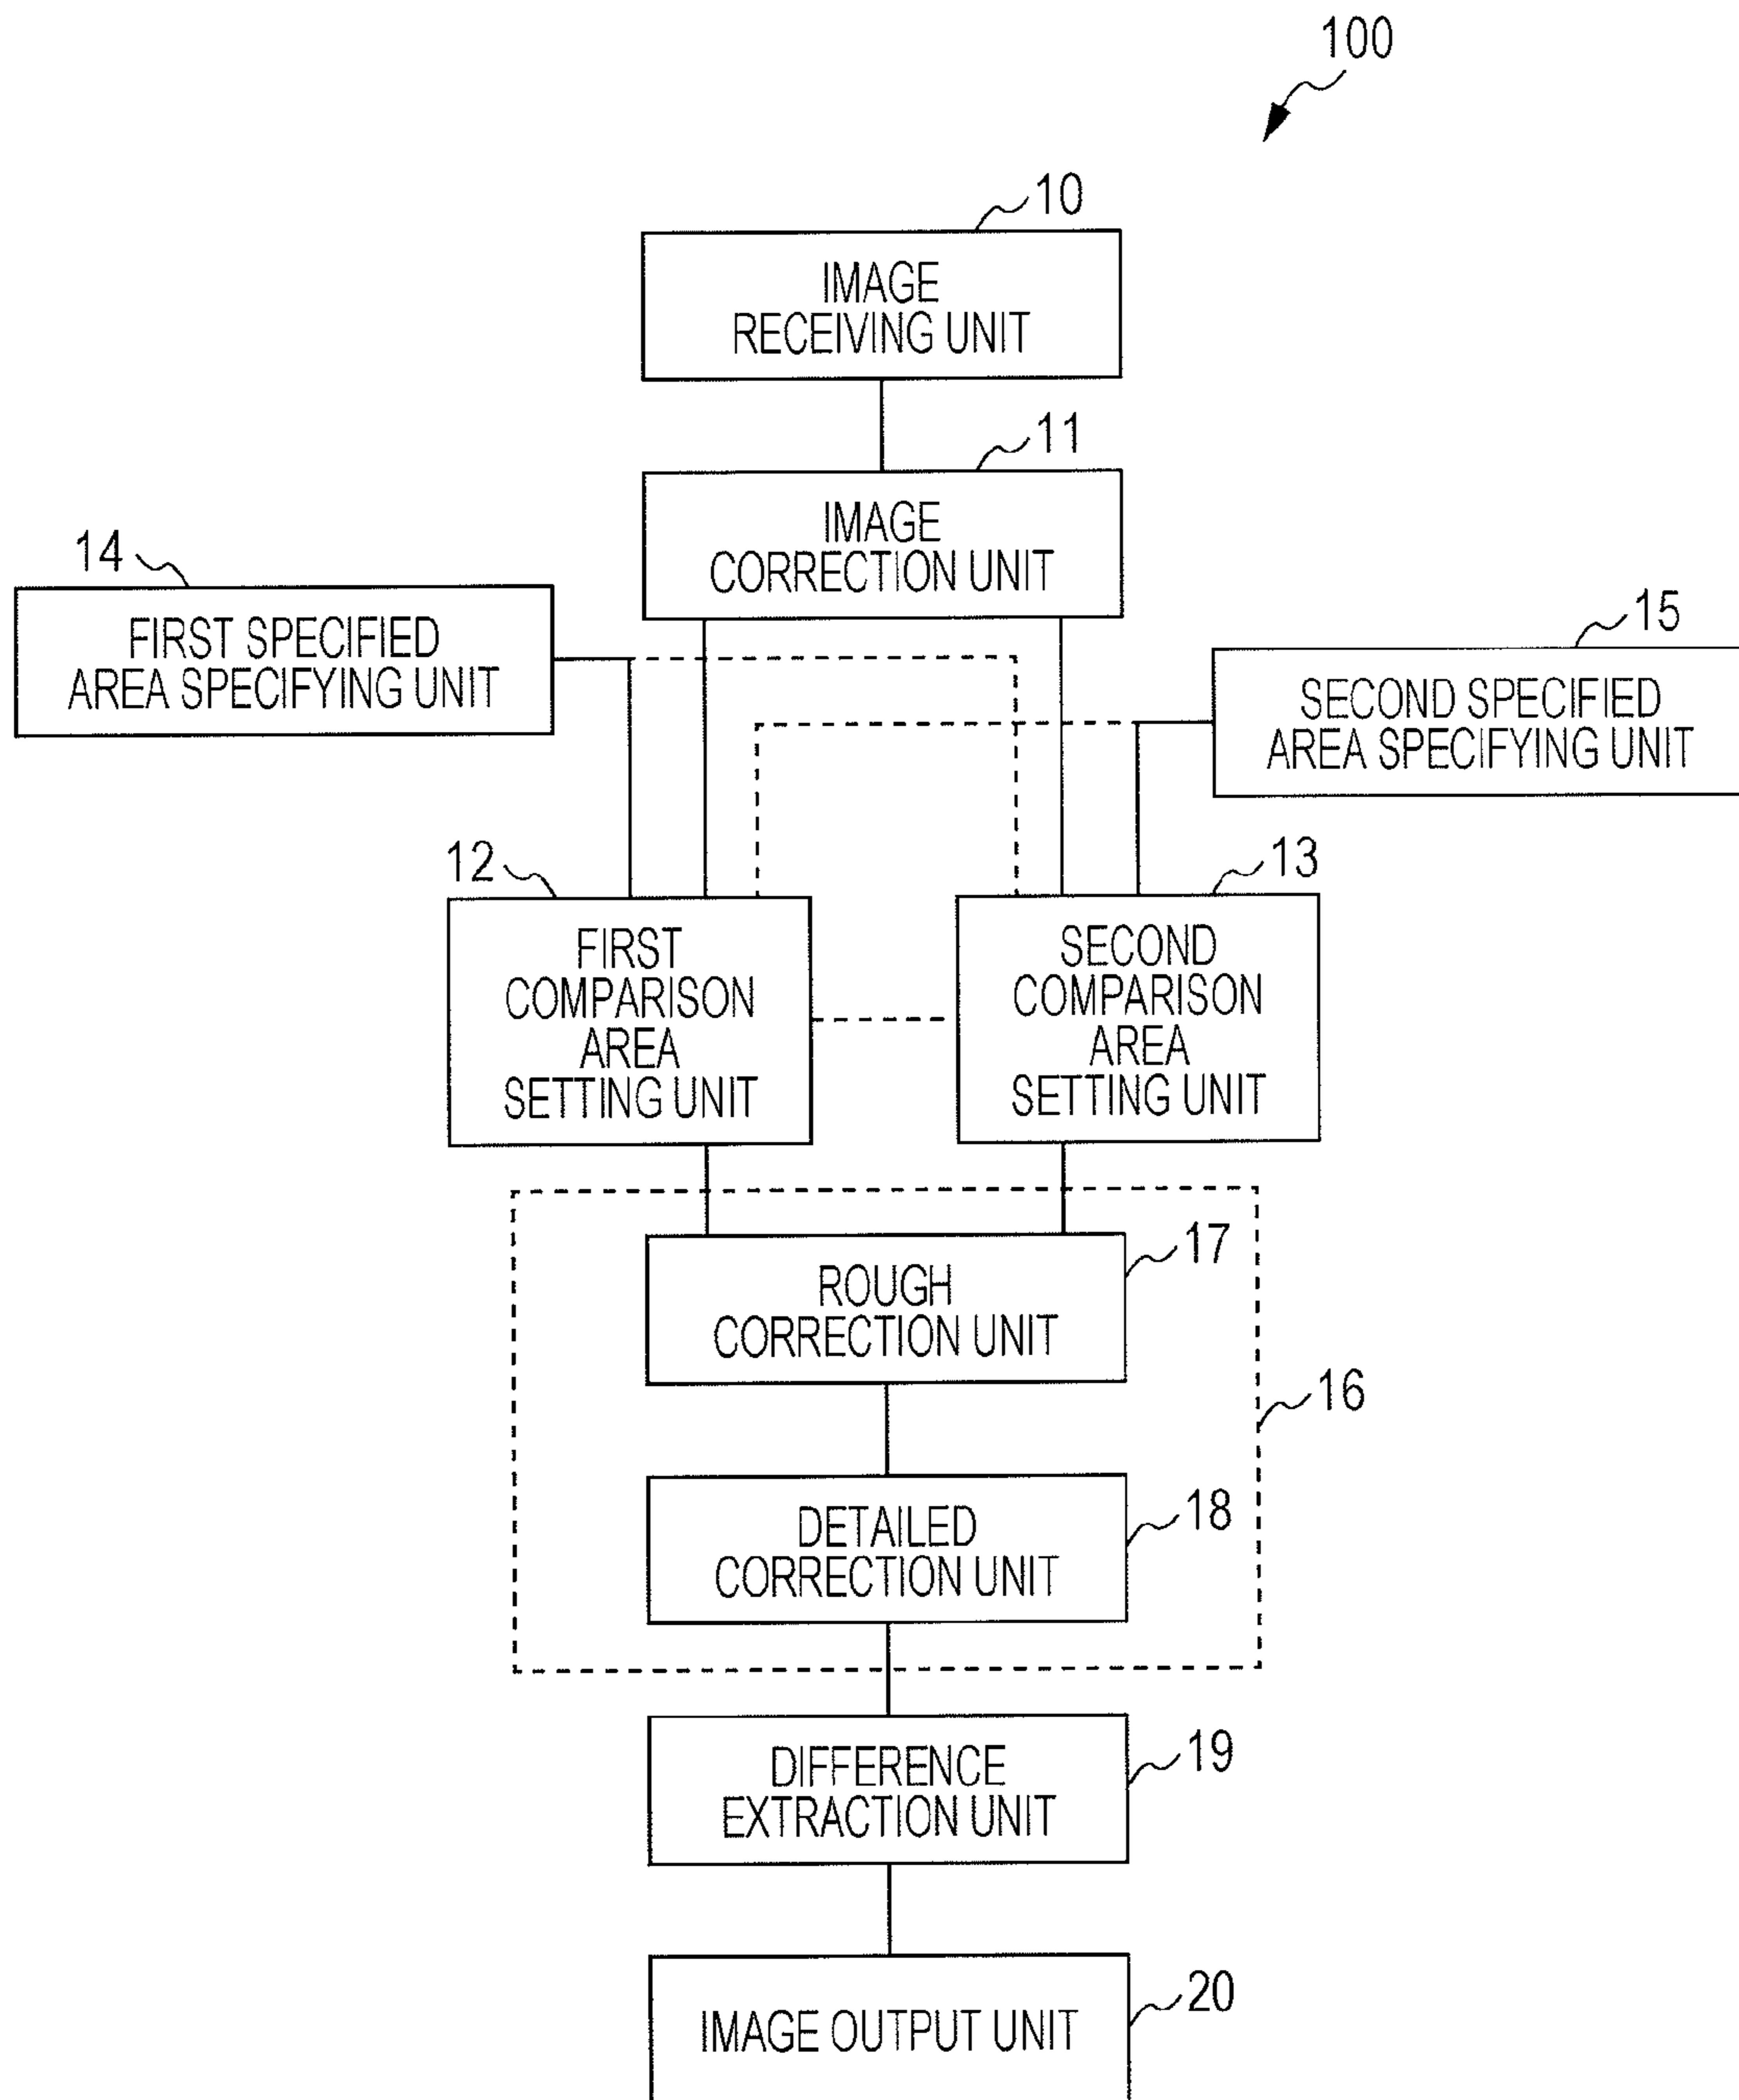 100
10
IMAGE
RECEIVING UNIT
11
IMAGE
CORRECTION UNIT
14
FIRST SPECIFIED
AREA SPECIFYING UNIT
15
SECOND SPECIFIED
AREA SPECIFYING UNIT
12
FIRST
COMPARISON
AREA
SETTING UNIT
13
SECOND
COMPARISON
AREA
SETTING UNIT
17
ROUGH
CORRECTION UNIT
16
18
DETAILED
CORRECTION UNIT
19
DIFFERENCE
EXTRACTION UNIT
20
IMAGE OUTPUT UNIT